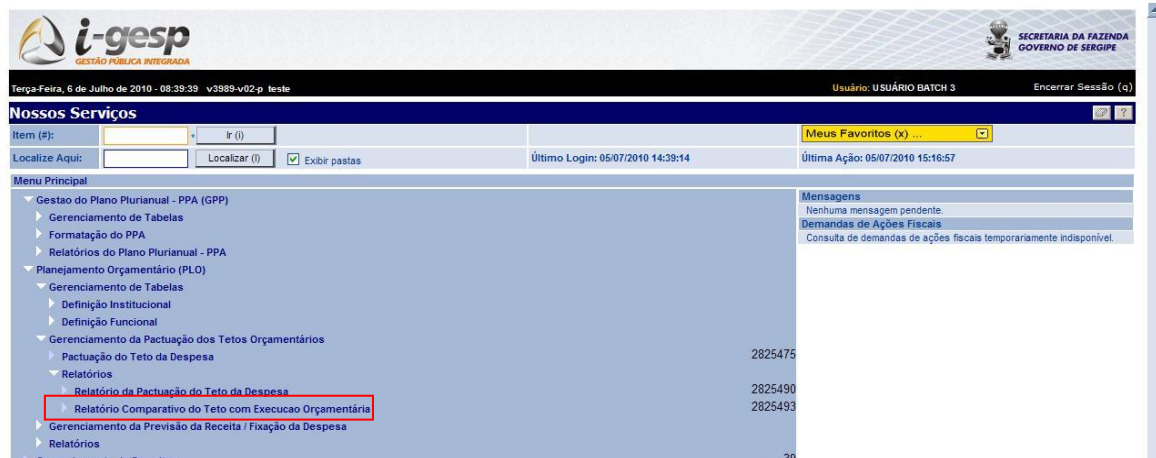 i-gesp
GESTÃO PÚBLICA INTEGRADA
SECRETARIA DA FAZENDA
GOVERNO DE SERGIPE
Terça-Feira, 6 de Julho de 2010 - 08:39:39 v3989-v02-p teste
Usuário: USUÁRIO BATCH 3
Encerrar Sessão (q)
Nossos Serviços
?
Item (#):
*
Ir (i)
Meus Favoritos (x) ...
Localize Aqui:
Localizar (l)
Exibir pastas
Último Login: 05/07/2010 14:39:14
Última Ação: 05/07/2010 15:16:57
Menu Principal
Gestao do Plano Plurianual - PPA (GPP)
Gerenciamento de Tabelas
Formatação do PPA
Relatórios do Plano Plurianual - PPA
Planejamento Orçamentário (PLO)
Gerenciamento de Tabelas
Definição Institucional
Definição Funcional
Gerenciamento da Pactuação dos Tetos Orçamentários
Pactuação do Teto da Despesa 2825475
Relatórios
Relatório da Pactuação do Teto da Despesa 2825490
Relatório Comparativo do Teto com Execucao Orçamentária 2825493
Gerenciamento da Previsão da Receita / Fixação da Despesa
Relatórios
Mensagens
Nenhuma mensagem pendente.
Demandas de Ações Fiscais
Consulta de demandas de ações fiscais temporariamente indisponível.